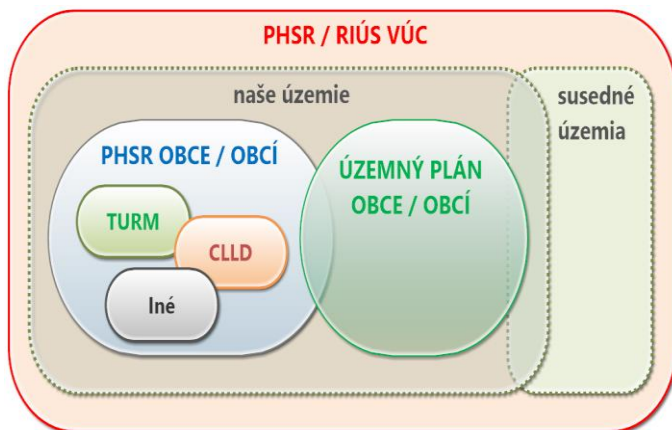 PHSR / RIÚS VÚC
naše územie
susedné
územia
PHSR OBCE / OBCÍ
ÚZEMNÝ PLÁN
OBCE / OBCÍ
TURM
CLLD
Iné